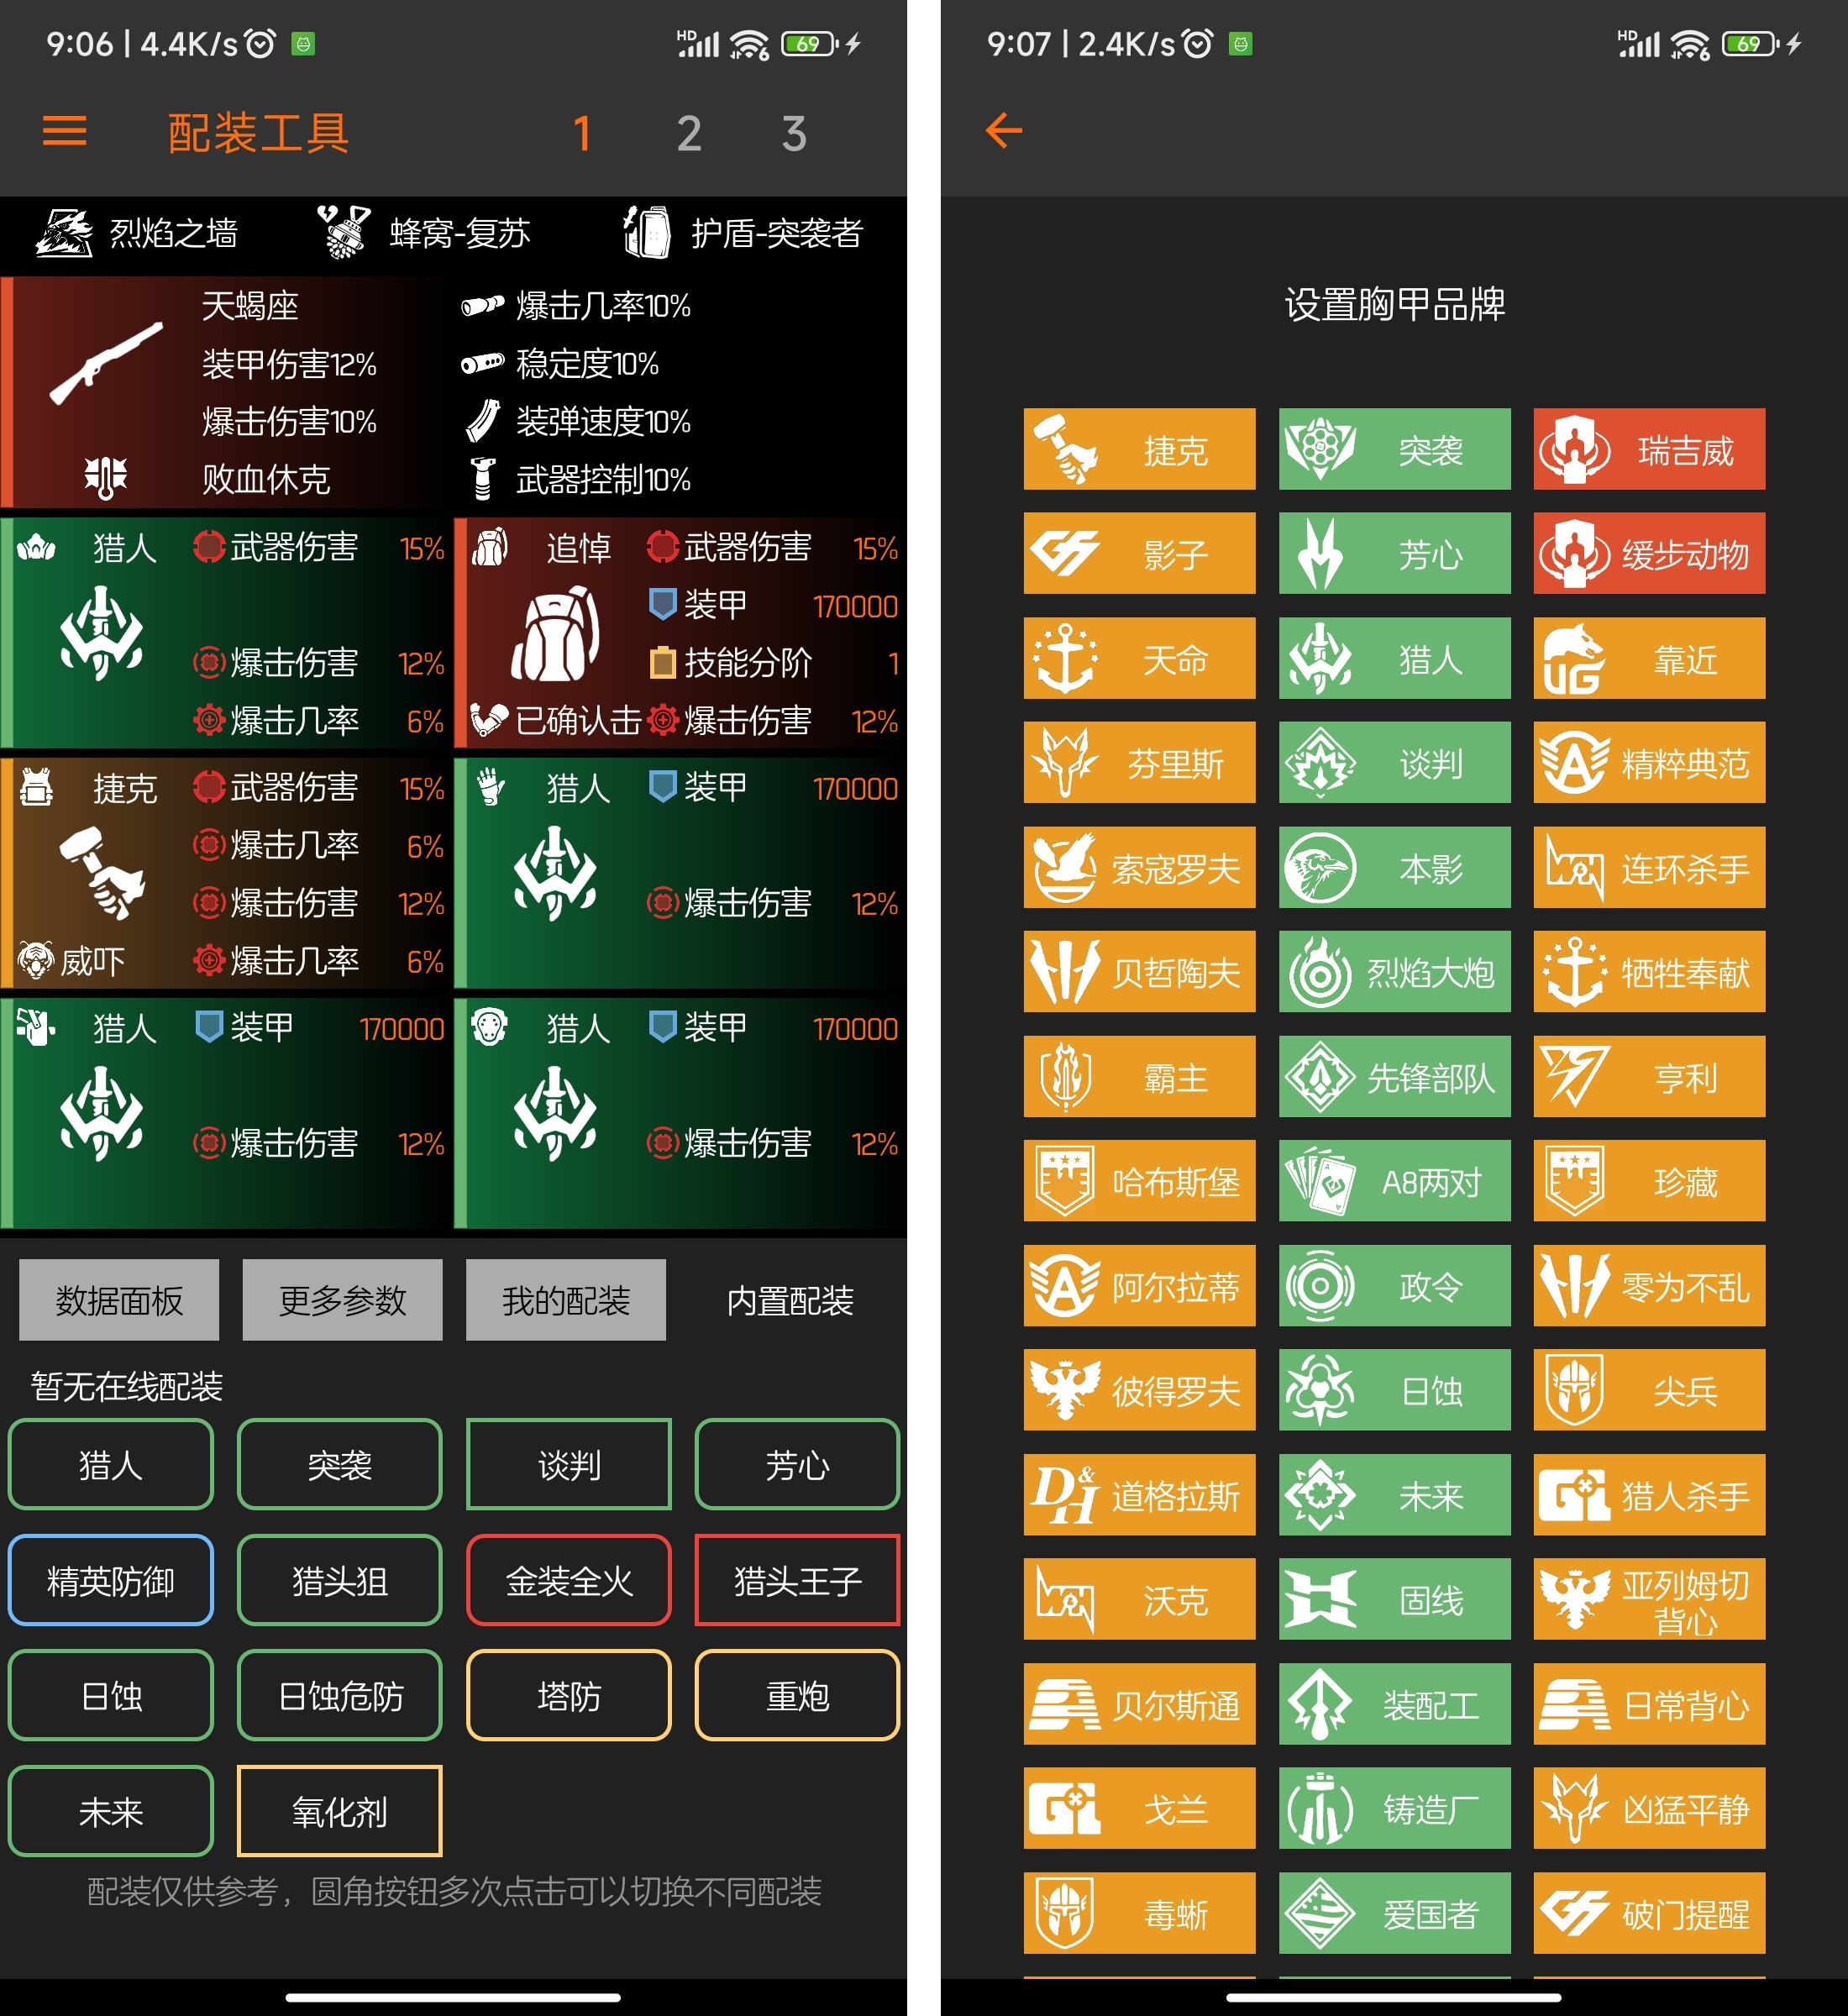 9:06 | 4.4K/s
HD 6 69
配装工具 1 2 3
烈焰之墙 蜂窝-复苏 护盾-突袭者
天蝎座 爆击几率10%
装甲伤害12% 稳定度10%
爆击伤害10% 装弹速度10%
败血休克 武器控制10%
猎人 武器伤害 15%
爆击伤害 12%
爆击几率 6%
追悼 武器伤害 15%
装甲 170000
技能分阶 1
已确认击 爆击伤害 12%
捷克 武器伤害 15%
爆击几率 6%
爆击伤害 12%
威吓 爆击几率 6%
猎人 装甲 170000
爆击伤害 12%
猎人 装甲 170000
爆击伤害 12%
猎人 装甲 170000
爆击伤害 12%
数据面板 更多参数 我的配装 内置配装
暂无在线配装
猎人 突袭 谈判 芳心
精英防御 猎头狙 金装全火 猎头王子
日蚀 日蚀危防 塔防 重炮
未来 氧化剂
配装仅供参考，圆角按钮多次点击可以切换不同配装
9:07 | 2.4K/s
HD 6 69
设置胸甲品牌
捷克 突袭 瑞吉威
影子 芳心 缓步动物
天命 猎人 UG 靠近
芬里斯 谈判 A 精粹典范
索寇罗夫 本影 连环杀手
贝哲陶夫 烈焰大炮 牺牲奉献
霸主 先锋部队 亨利
哈布斯堡 A8两对 珍藏
A 阿尔拉蒂 政令 零为不乱
彼得罗夫 日蚀 尖兵
D&H 道格拉斯 未来 猎人杀手
沃克 固线 亚列姆切
背心
贝尔斯通 装配工 日常背心
戈兰 铸造厂 凶猛平静
毒蜥 爱国者 破门提醒